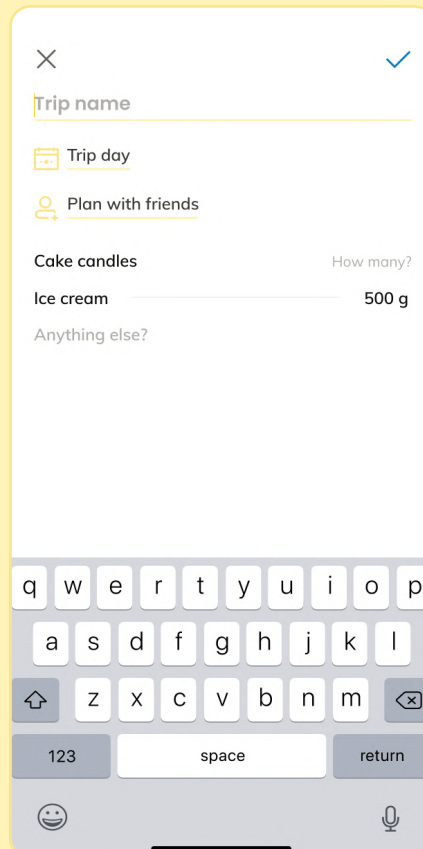 Trip name
Trip day
Plan with friends
Cake candles How many?
Ice cream 500 g
Anything else?
q w e r t y u i o p
a s d f g h j k l
z x c v b n m
123 space return